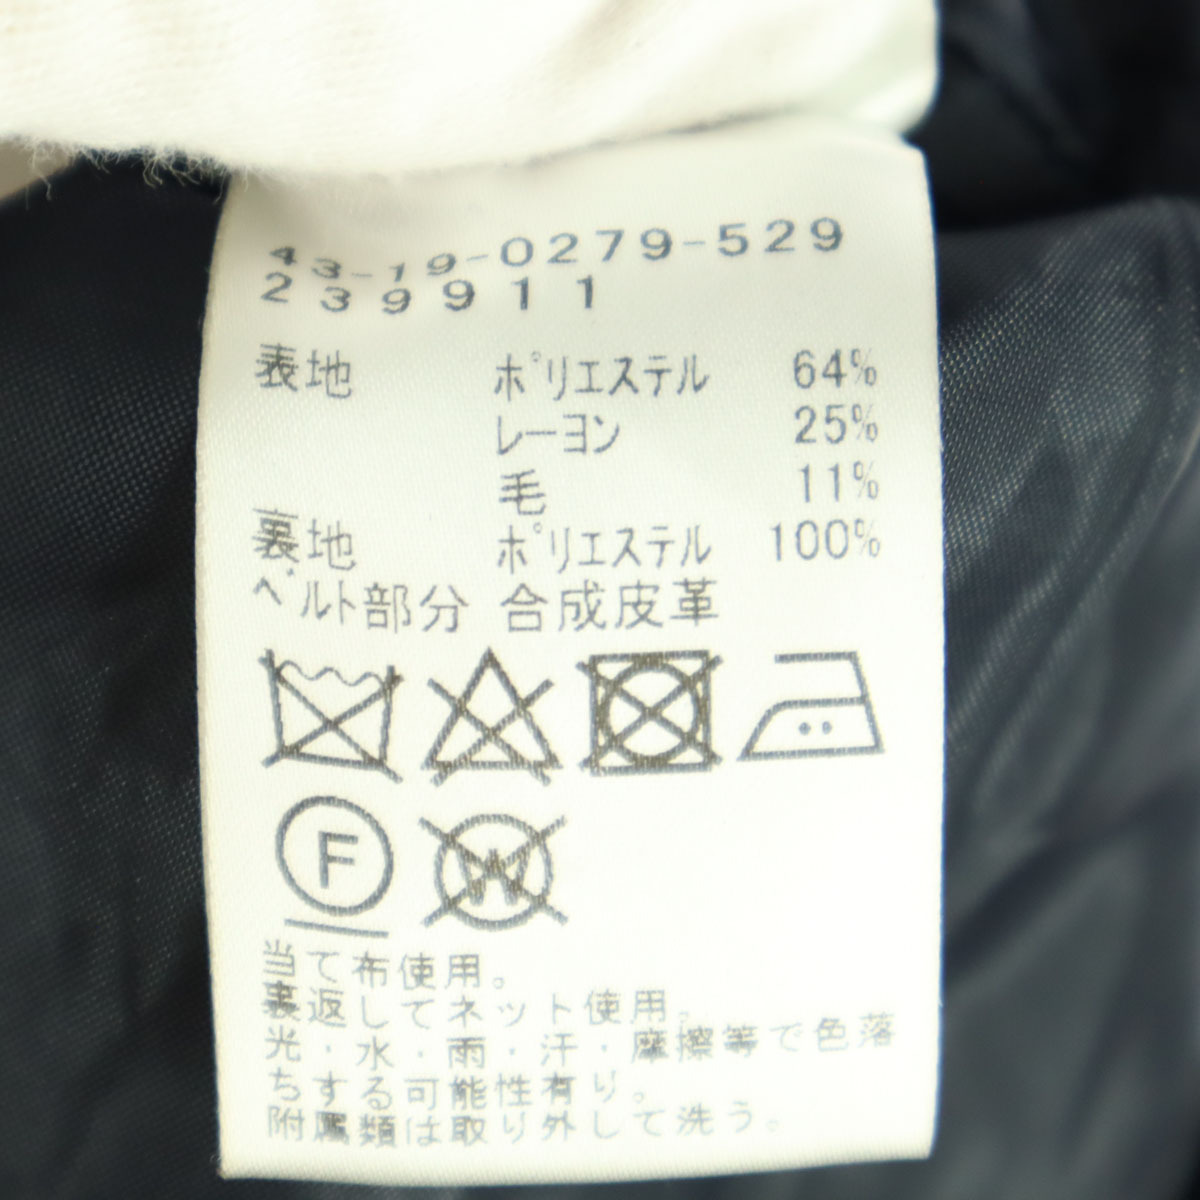 43-19-0279-529
239911
表地 ポリエステル 64%
レーヨン 25%
毛 11%
裏地 ポリエステル 100%
ベルト部分 合成皮革
F W
当て布使用。
裏返してネット使用。
光・水・雨・汗・摩擦等で色落
ちする可能性有り。
附属類は取り外して洗う。